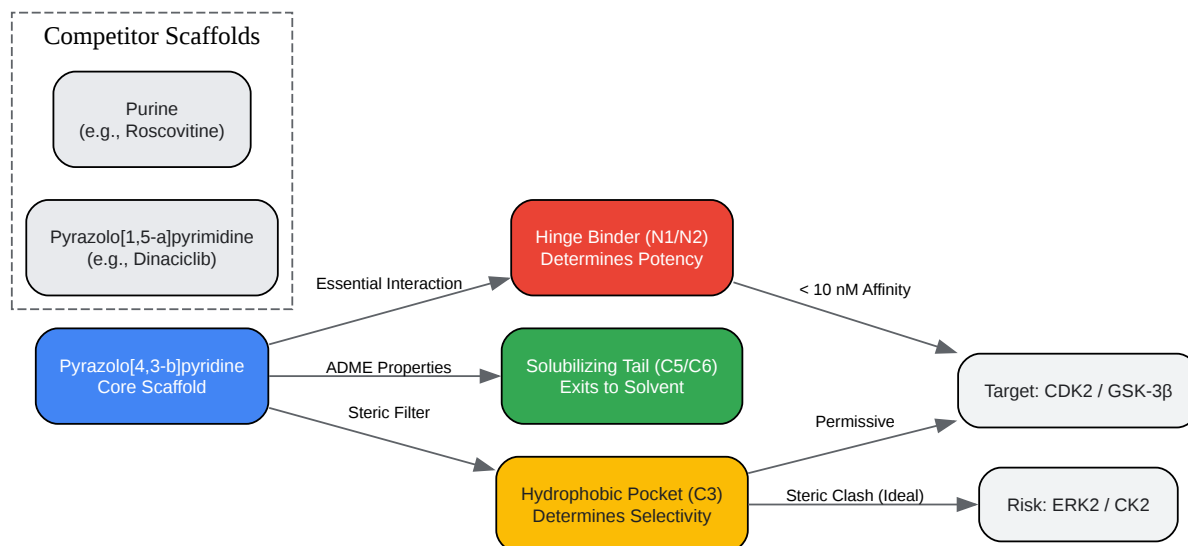 Competitor Scaffolds
Purine
(e.g., Roscovitine)
Pyrazolo[1,5-a]pyrimidine
(e.g., Dinaciclib)
Pyrazolo[4,3-b]pyridine
Core Scaffold
Essential Interaction
ADME Properties
Steric Filter
Hinge Binder (N1/N2)
Determines Potency
Solubilizing Tail (C5/C6)
Exits to Solvent
Hydrophobic Pocket (C3)
Determines Selectivity
< 10 nM Affinity
Permissive
Steric Clash (Ideal)
Target: CDK2 / GSK-3β
Risk: ERK2 / CK2